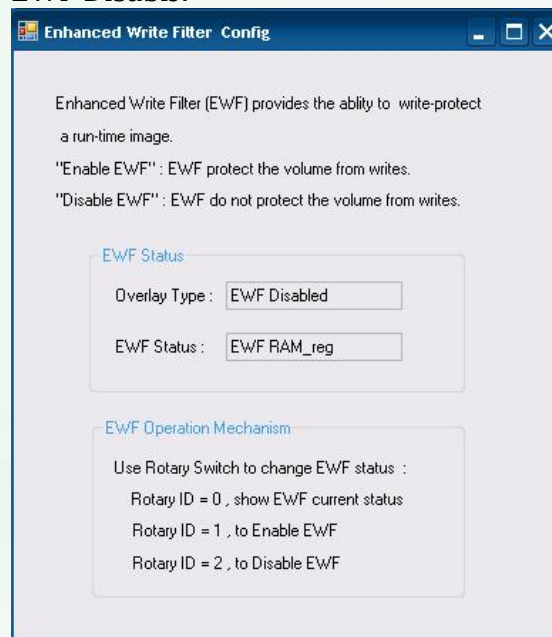 Enhanced Write Filter Config
Enhanced Write Filter (EWF) provides the ablity to write-protect
a run-time image.
"Enable EWF" : EWF protect the volume from writes.
"Disable EWF" : EWF do not protect the volume from writes.
EWF Status
Overlay Type : EWF Disabled
EWF Status : EWF RAM_reg
EWF Operation Mechanism
Use Rotary Switch to change EWF status :
Rotary ID = 0 , show EWF current status
Rotary ID = 1 , to Enable EWF
Rotary ID = 2 , to Disable EWF